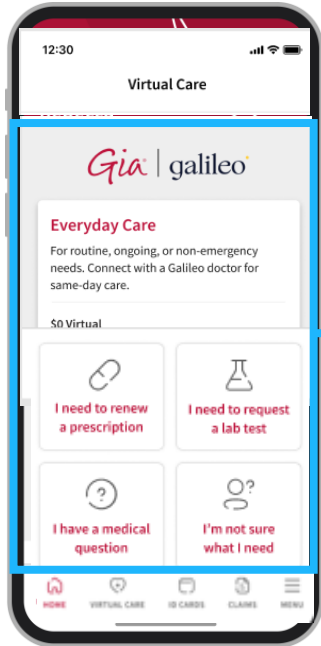 12:30
Virtual Care
Gia | galileo
Everyday Care
For routine, ongoing, or non-emergency
needs. Connect with a Galileo doctor for
same-day care.
$0 Virtual
I need to renew
a prescription
I need to request
a lab test
I have a medical
question
I'm not sure
what I need
HOME
VIRTUAL CARE
ID CARDS
CLAIMS
MENU